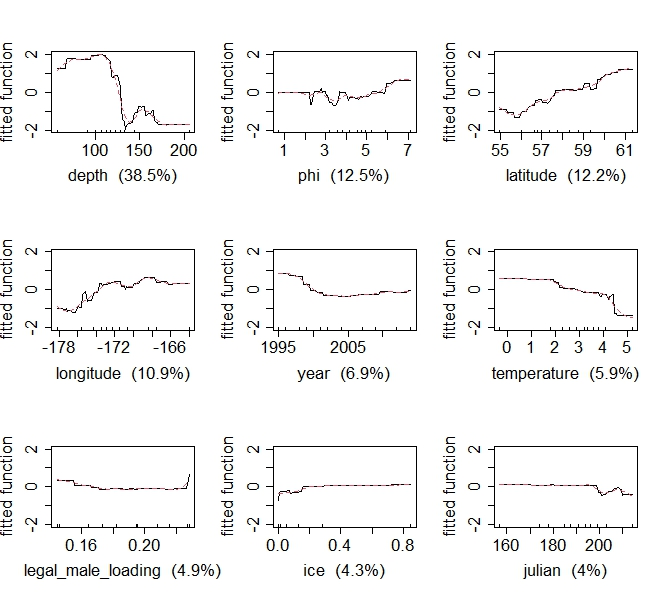 fitted function
2
0
-2
100 150 200
depth (38.5%)
fitted function
2
0
-2
1 3 5 7
phi (12.5%)
fitted function
2
0
-2
55 57 59 61
latitude (12.2%)
fitted function
2
0
-2
-178 -172 -166
longitude (10.9%)
fitted function
2
0
-2
1995 2005
year (6.9%)
fitted function
2
0
-2
0 1 2 3 4 5
temperature (5.9%)
fitted function
2
0
-2
0.16 0.20
legal_male_loading (4.9%)
fitted function
2
0
-2
0.0 0.4 0.8
ice (4.3%)
fitted function
2
0
-2
160 180 200
julian (4%)